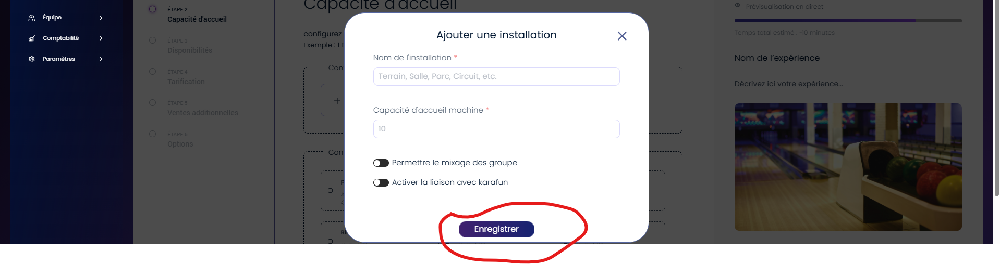 Équipe
Comptabilité
Paramètres
ÉTAPE 2
Capacité d'accueil
ÉTAPE 3
Disponibilités
ÉTAPE 4
Tarification
ÉTAPE 5
Ventes additionnelles
ÉTAPE 6
Options
Capacité d'accueil
configurez
Exemple : 1 t
Conf
Conf
Ajouter une installation
Nom de l'installation *
Terrain, Salle, Parc, Circuit, etc.
Capacité d'accueil machine *
10
Permettre le mixage des groupe
Activer la liaison avec karafun
Enregistrer
Prévisualisation en direct
Temps total estimé : ~10 minutes
Nom de l'expérience
Décrivez ici votre expérience...